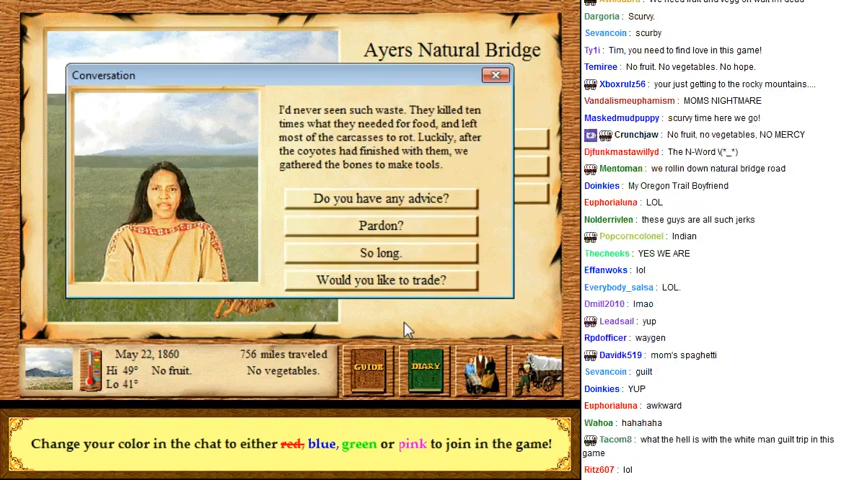 Ayers Natural Bridge
Conversation
I'd never seen such waste. They killed ten
times what they needed for food, and left
most of the carcasses to rot. Luckily, after
the coyotes had finished with them, we
gathered the bones to make tools.
Do you have any advice?
Pardon?
So long.
Would you like to trade?
May 22, 1860
756 miles traveled
Hi 49° No fruit.
Lo 41° No vegetables.
GUIDE
DIARY
Change your color in the chat to either red, blue, green or pink to join in the game!
Dargoria : Scurvy.
Sevancoin : scurby
Ty1i : Tim, you need to find love in this game!
Temiree : No fruit. No vegetables. No hope.
Xboxrulz56 : your just getting to the rocky mountains....
Vandalismeuphamism : MOMS NIGHTMARE
Maskedmudpuppy : scurvy time here we go!
Crunchjaw : No fruit, no vegetables, NO MERCY
Djfunkmastawillyd : The N-Word \(*_*)
Mentoman : we rollin down natural bridge road
Doinkies : My Oregon Trail Boyfriend
Euphorialuna : LOL
Nolderrivlen : these guys are all such jerks
Popcorncolonel : Indian
Thecheeks : YES WE ARE
Effanwoks : lol
Everybody_salsa : LOL.
Dmill2010 : lmao
Leadsail : yup
Rpdofficer : waygen
Davidk519 : mom's spaghetti
Sevancoin : guilt
Doinkies : YUP
Euphorialuna : awkward
Wahoa : hahahaha
Tacom8 : what the hell is with the white man guilt trip in this
game
Ritz607 : lol